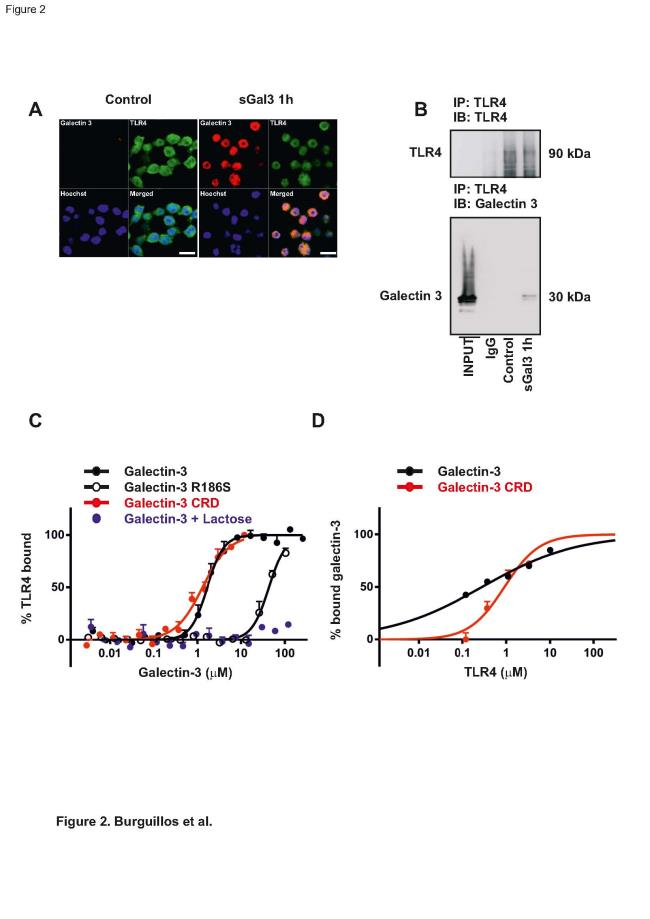 Figure 2
A
Control
sGal3 1h
Galectin 3
TLR4
Galectin 3
TLR4
Hoechst
Merged
Hoechst
Merged
B
IP: TLR4
IB: TLR4
TLR4
90 kDa
IP: TLR4
IB: Galectin 3
Galectin 3
30 kDa
INPUT
IgG
Control
sGal3 1h
C
Galectin-3
Galectin-3 R186S
Galectin-3 CRD
Galectin-3 + Lactose
% TLR4 bound
100
50
0
0.01
0.1
1
10
100
Galectin-3 (μM)
D
Galectin-3
Galectin-3 CRD
% bound galectin-3
100
50
0
0.01
0.1
1
10
100
TLR4 (μM)
Figure 2. Burguillos et al.